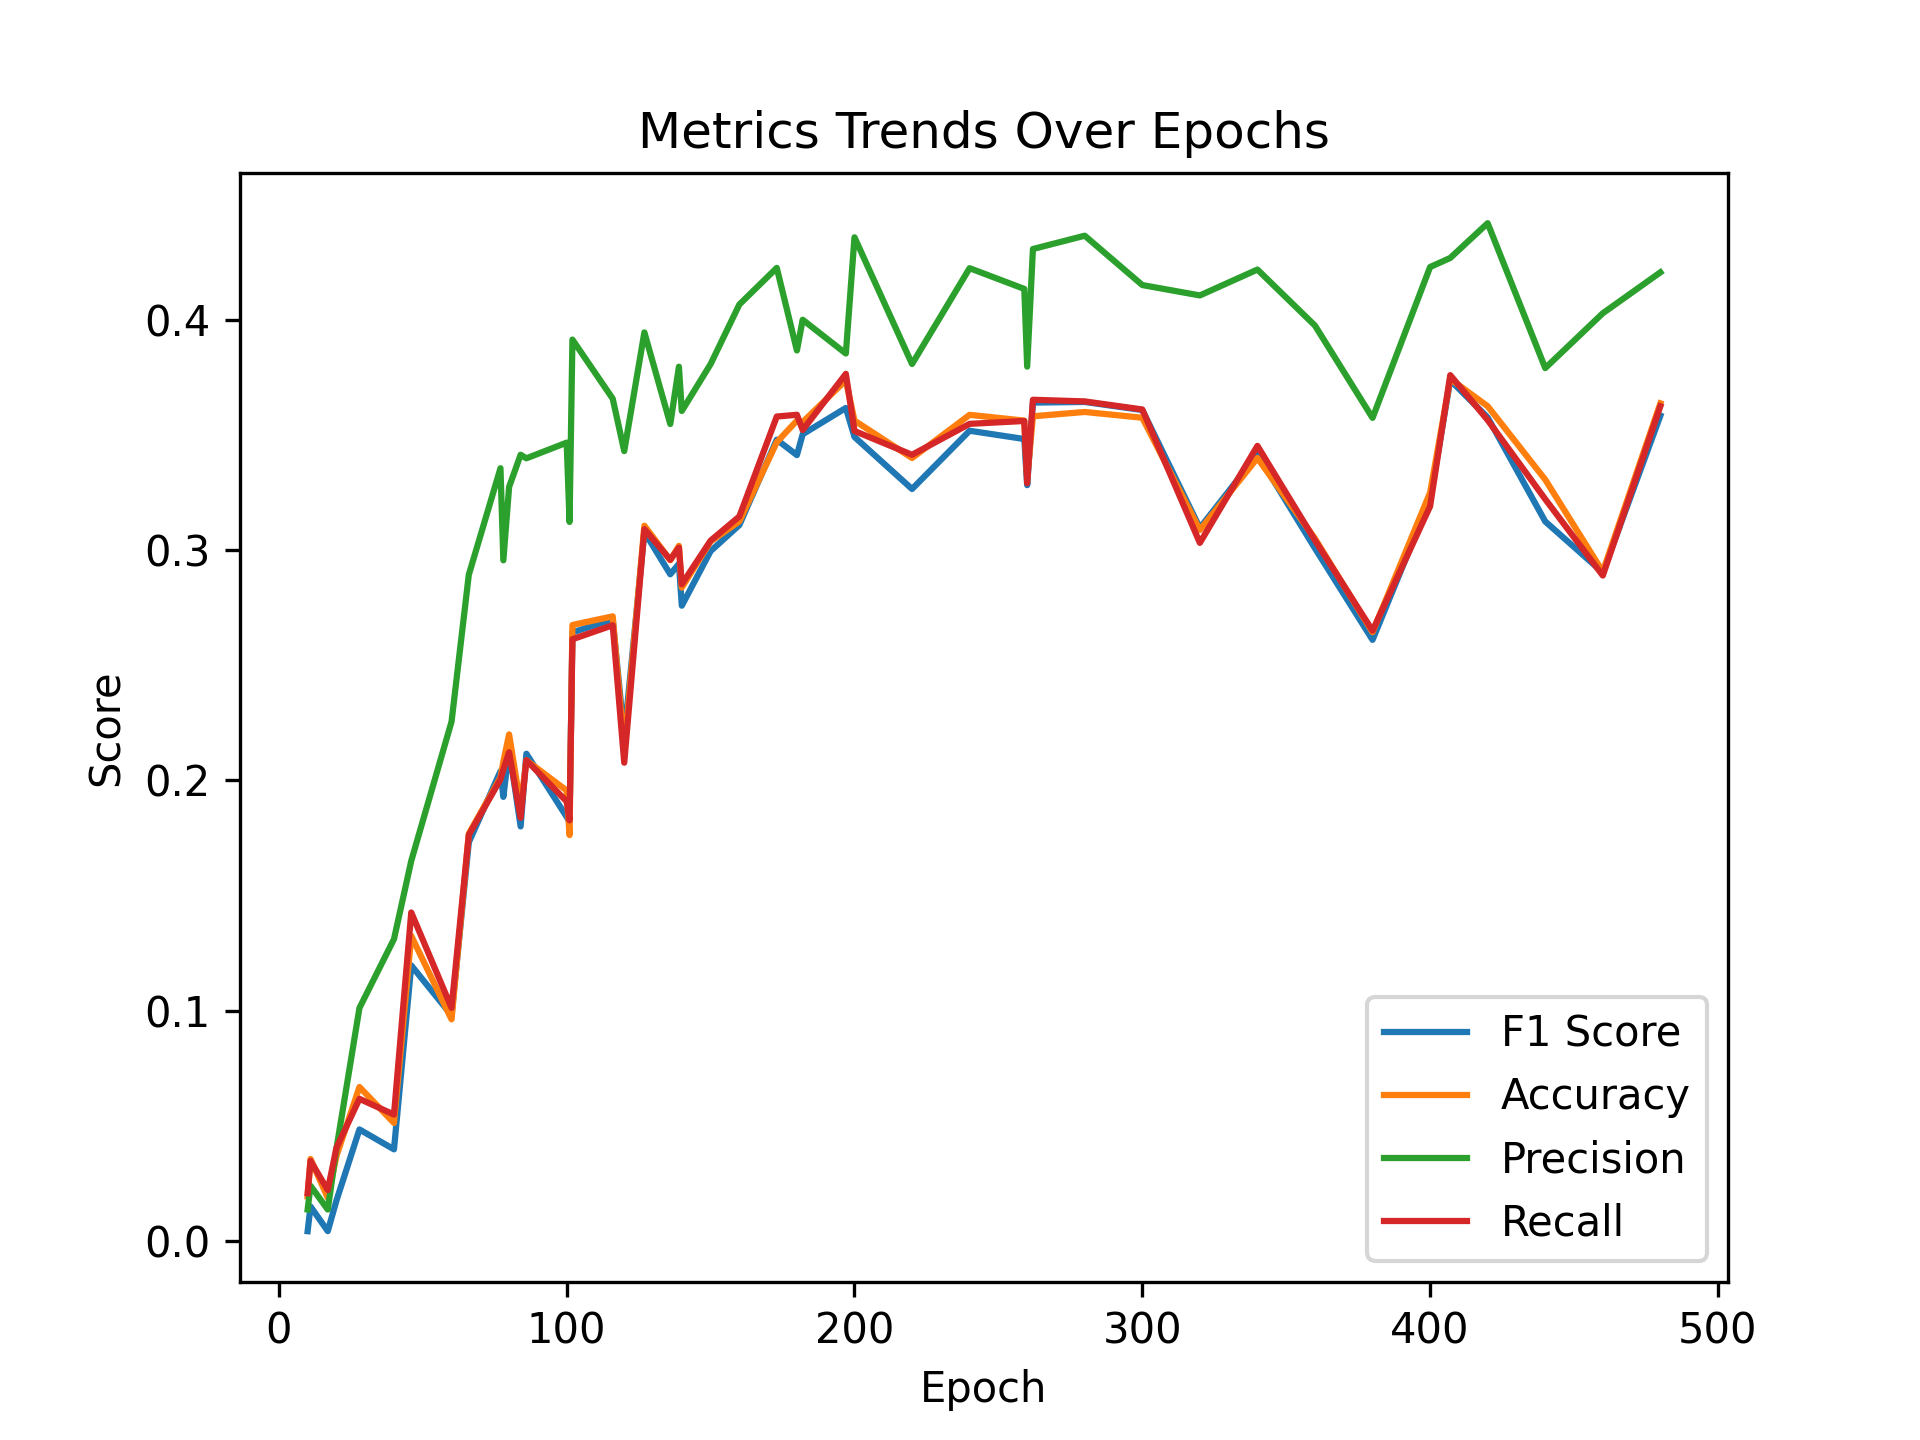 Metrics Trends Over Epochs
Score
0.4
0.3
0.2
0.1
0.0
0 100 200 300 400 500
Epoch
F1 Score
Accuracy
Precision
Recall